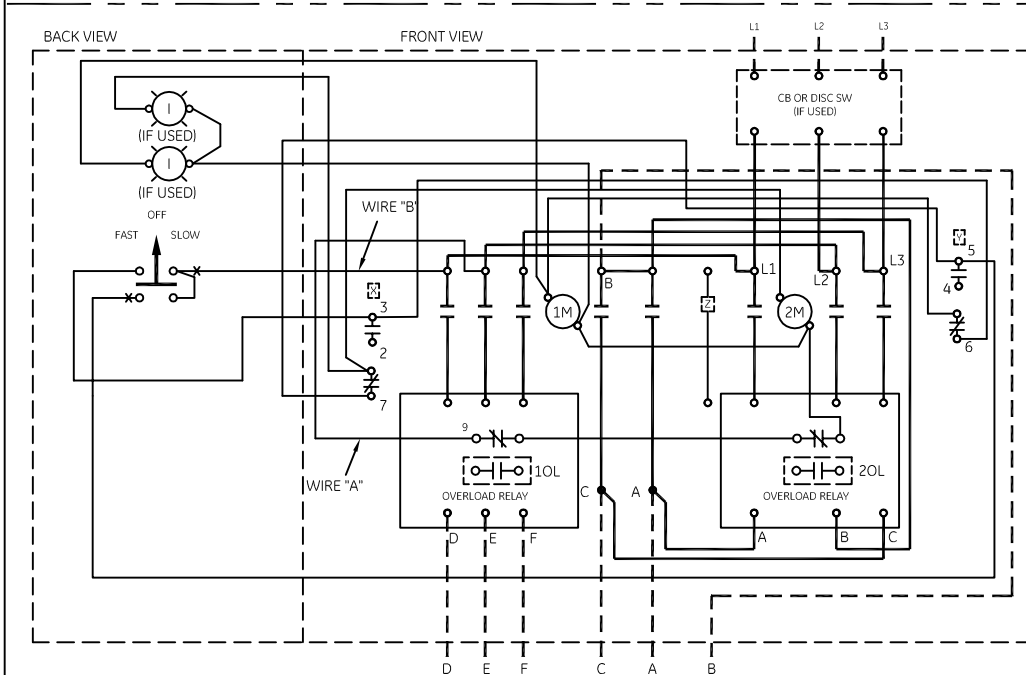 BACK VIEW
FRONT VIEW
L1
L2
L3
CB OR DISC SW
(IF USED)
I
(IF USED)
I
(IF USED)
OFF
FAST
SLOW
WIRE "B"
X
3
2
7
1M
B
Z
L1
2M
L2
L3
Y
5
4
6
9
WIRE "A"
1OL
OVERLOAD RELAY
C
A
2OL
OVERLOAD RELAY
D
E
F
A
B
C
D
E
F
C
A
B